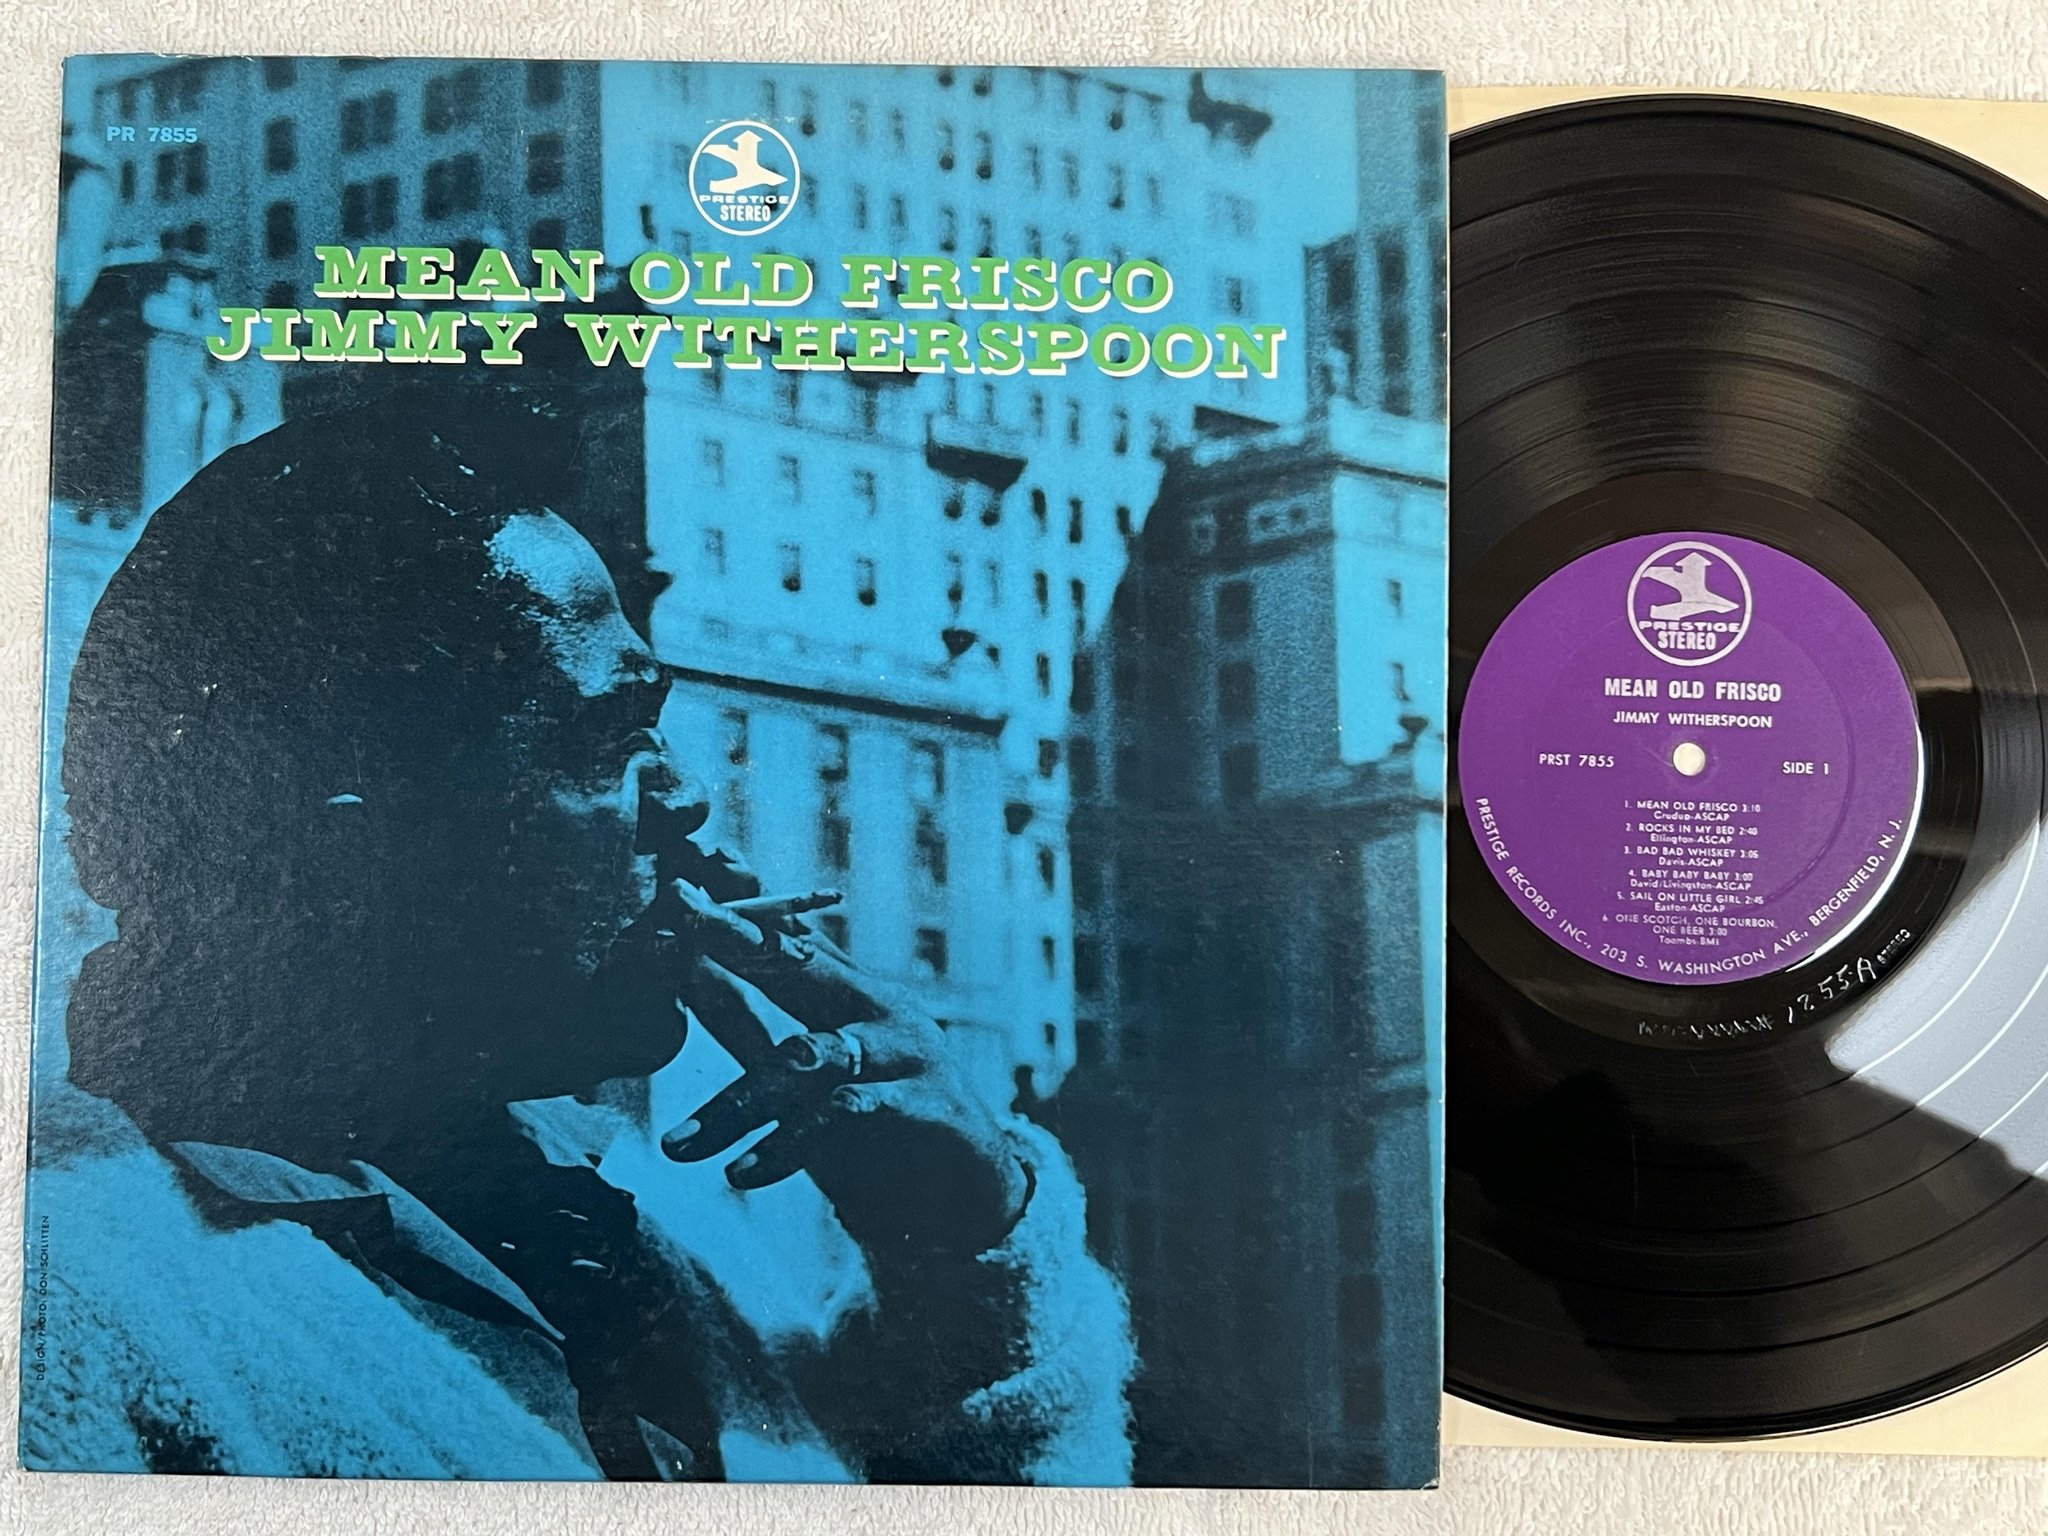 PR 7855
PRESTIGE
STEREO
MEAN OLD FRISCO
JIMMY WITHERSPOON
DESIGN/PHOTO: DON SCHLITTEN
PRESTIGE
STEREO
MEAN OLD FRISCO
JIMMY WITHERSPOON
PRST 7855
SIDE 1
1. MEAN OLD FRISCO 3:10
Crudup-ASCAP
2. ROCKS IN MY BED 2:40
Ellington-ASCAP
3. BAD BAD WHISKEY 3:05
Davis-ASCAP
4. BABY BABY BABY 3:00
David/Livingston-ASCAP
5. SAIL ON LITTLE GIRL 2:45
Easton-ASCAP
6. ONE SCOTCH, ONE BOURBON,
ONE BEER 3:00
Toombs-BMI
PRESTIGE RECORDS INC., 203 S. WASHINGTON AVE., BERGENFIELD, N. J.
STEREO